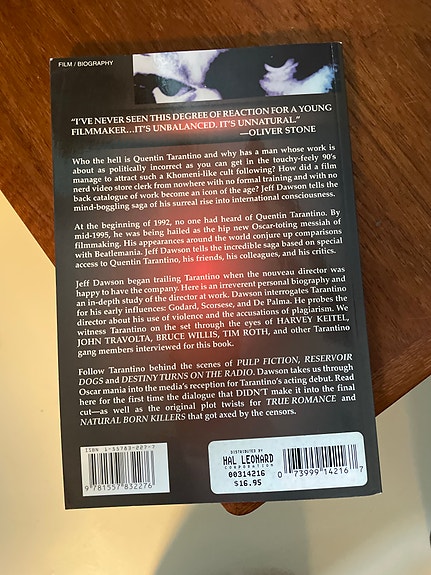 FILM / BIOGRAPHY
"I'VE NEVER SEEN THIS DEGREE OF REACTION FOR A YOUNG
FILMMAKER...IT'S UNBALANCED. IT'S UNNATURAL."
—OLIVER STONE
Who the hell is Quentin Tarantino and why has a man whose work is
about as politically incorrect as you can get in the touchy-feely 90's
manage to attract such a Khomeni-like cult following? How did a film
nerd video store clerk from nowhere with no formal training and with no
back catalogue of work become an icon of the age? Jeff Dawson tells the
mind-boggling saga of his surreal rise into international consciousness.
At the beginning of 1992, no one had heard of Quentin Tarantino. By
mid-1995, he was being hailed as the hip new Oscar-toting messiah of
filmmaking. His appearances around the world conjure up comparisons
with Beatlemania. Jeff Dawson tells the incredible saga based on special
access to Quentin Tarantino, his friends, his colleagues, and his critics.
Jeff Dawson began trailing Tarantino when the nouveau director was
happy to have the company. Here is an irreverent personal biography and
an in-depth study of the director at work. Dawson interrogates Tarantino
for his early influences: Godard, Scorsese, and De Palma. He probes the
director about his use of violence and the accusations of plagiarism. We
witness Tarantino on the set through the eyes of HARVEY KEITEL,
JOHN TRAVOLTA, BRUCE WILLIS, TIM ROTH, and other Tarantino
gang members interviewed for this book.
Follow Tarantino behind the scenes of PULP FICTION, RESERVOIR
DOGS and DESTINY TURNS ON THE RADIO. Dawson takes us through
Oscar mania into the media's reception for Tarantino's acting debut. Read
here for the first time the dialogue that DIDN'T make it into the final
cut—as well as the original plot twists for TRUE ROMANCE and
NATURAL BORN KILLERS that got axed by the censors.
ISBN 1-55783-227-7
9 781557 832276
DISTRIBUTED BY
HAL LEONARD
CORPORATION
00314216
$16.95
0 73999 14216 7